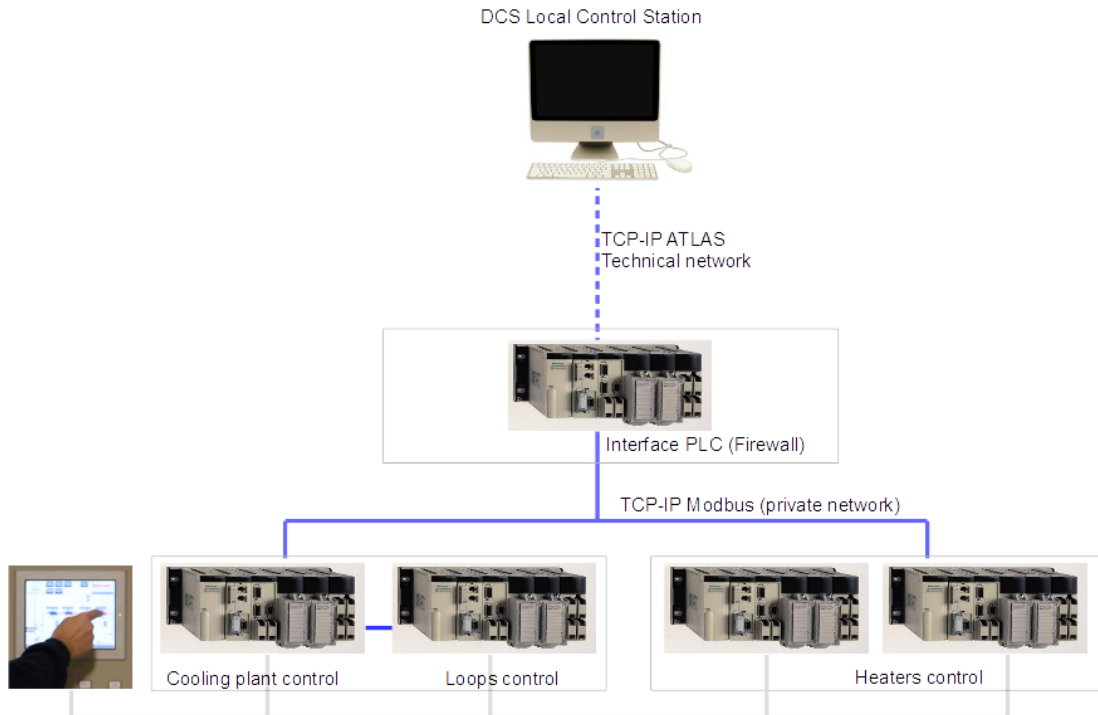 DCS Local Control Station
TCP-IP ATLAS
Technical network
Interface PLC (Firewall)
TCP-IP Modbus (private network)
Cooling plant control
Loops control
Heaters control